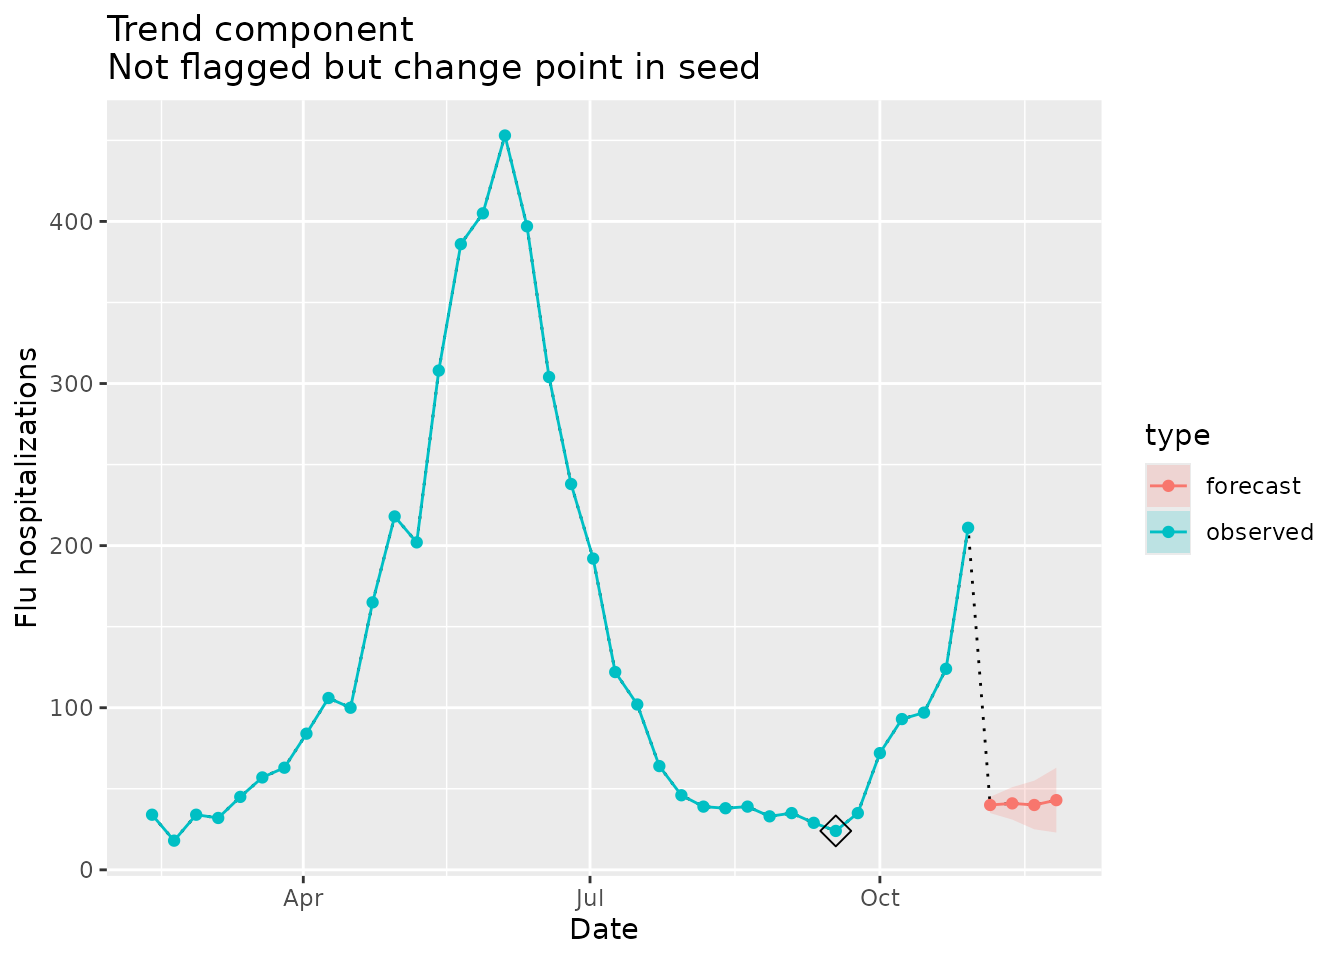 Trend component
Not flagged but change point in seed
Flu hospitalizations
400
300
200
100
0
Apr
Jul
Oct
Date
type
forecast
observed